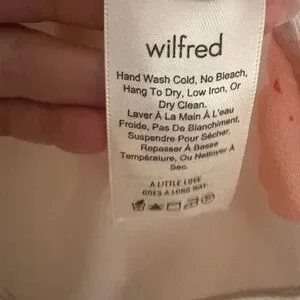 wilfred
Hand Wash Cold, No Bleach,
Hang To Dry, Low Iron, Or
Dry Clean.
Laver À La Main À L'eau
Froide, Pas De Blanchiment,
Suspendre Pour Sécher,
Repasser À Basse
Température, Ou Nettoyer À
Sec.
A LITTLE LOVE
GOES A LONG WAY.